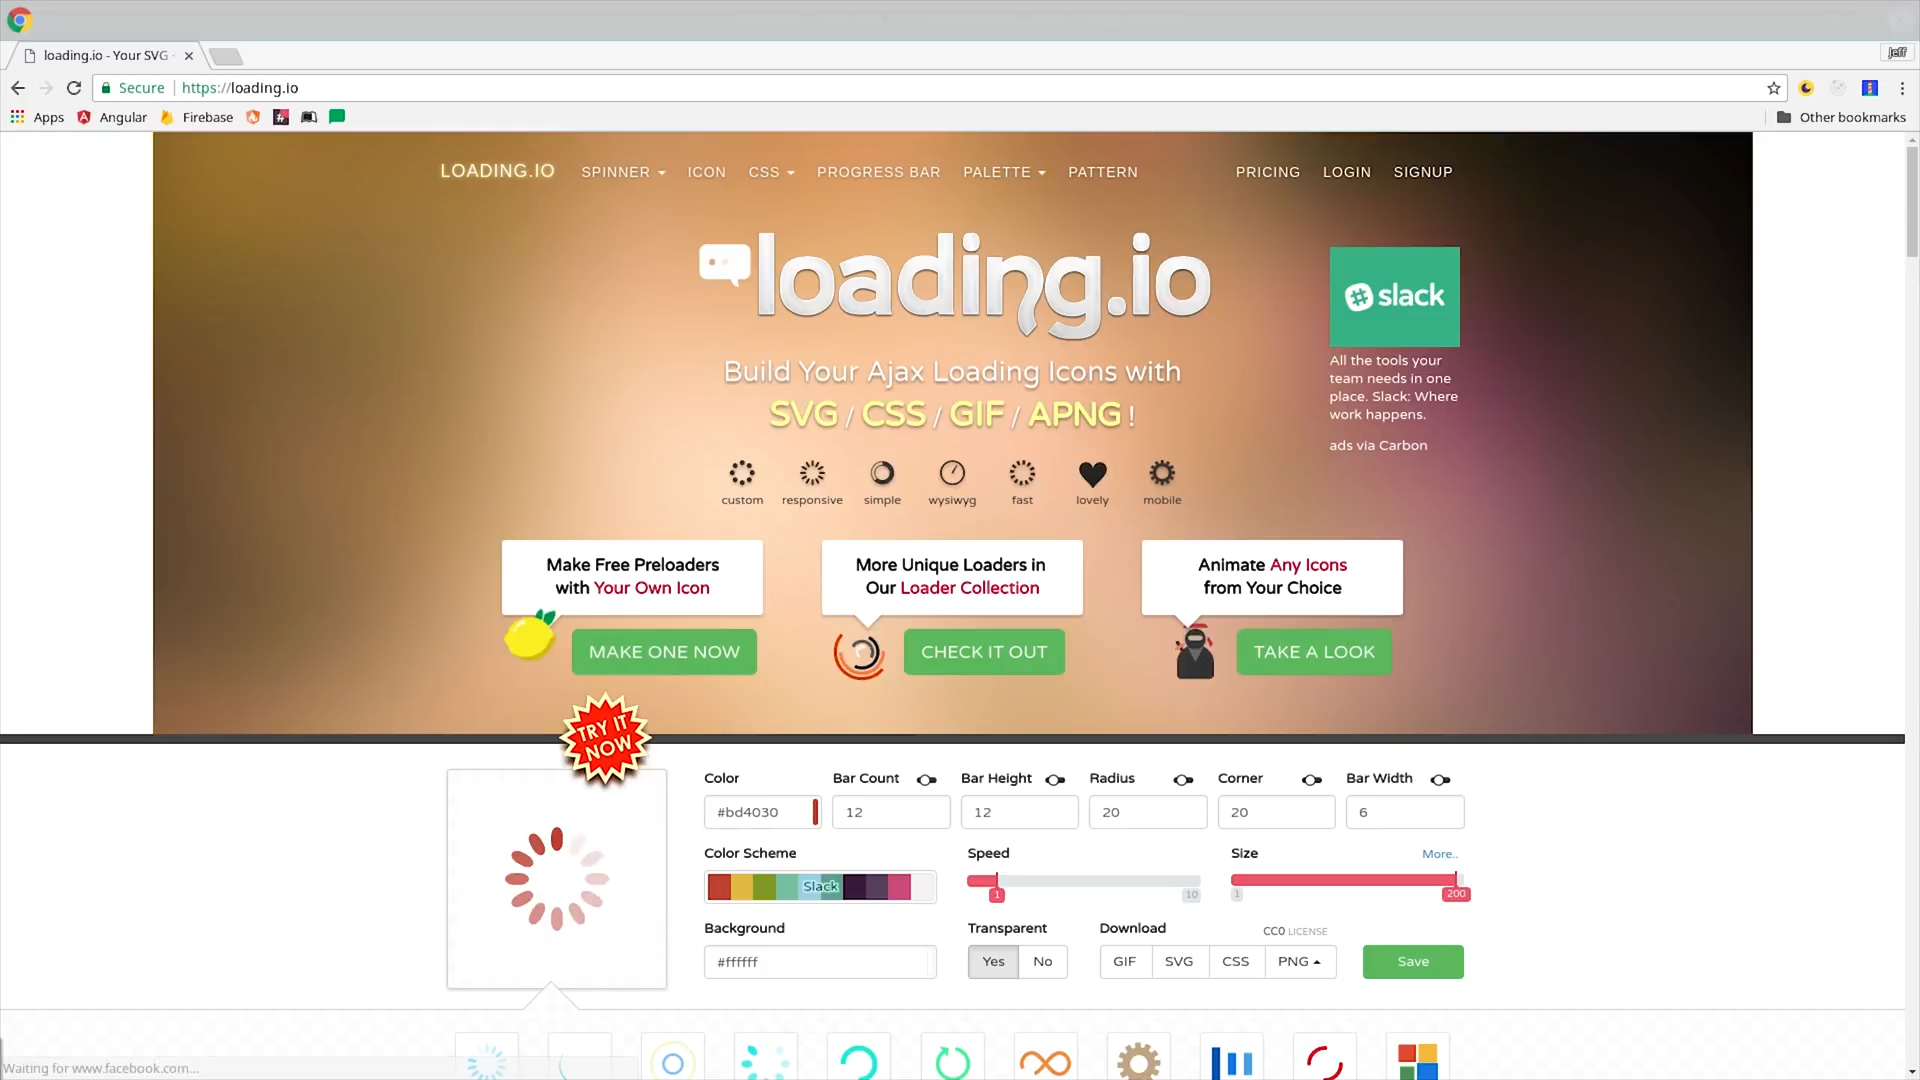 loading.io - Your SVG
Jeff
Secure
https://loading.io
Apps
Angular
Firebase
Other bookmarks
LOADING.IO
SPINNER
ICON
CSS
PROGRESS BAR
PALETTE
PATTERN
PRICING
LOGIN
SIGNUP
loading.io
slack
Build Your Ajax Loading Icons with
SVG / CSS / GIF / APNG !
All the tools your
team needs in one
place. Slack: Where
work happens.
ads via Carbon
custom
responsive
simple
wysiwyg
fast
lovely
mobile
Make Free Preloaders
with Your Own Icon
MAKE ONE NOW
More Unique Loaders in
Our Loader Collection
CHECK IT OUT
Animate Any Icons
from Your Choice
TAKE A LOOK
TRY IT
NOW
Color
Bar Count
Bar Height
Radius
Corner
Bar Width
#bd4030
12
12
20
20
6
Color Scheme
Speed
Size
More..
Slack
1
10
1
200
Background
Transparent
Download
CC0 LICENSE
#ffffff
Yes
No
GIF
SVG
CSS
PNG
Save
Waiting for www.facebook.com...